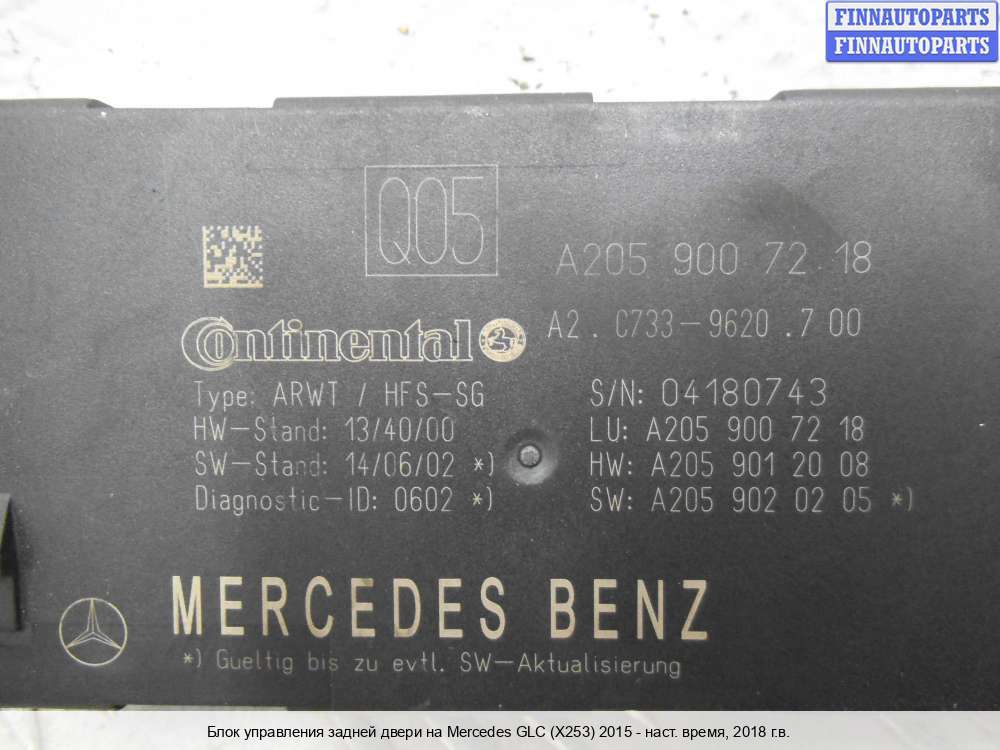 FINNAUTOPARTS
FINNAUTOPARTS
Q05
A205 900 72 18
Continental
A2.C733-9620.700
Type: ARWT / HFS-SG
S/N: 04180743
HW-Stand: 13/40/00
LU: A205 900 72 18
SW-Stand: 14/06/02 *)
HW: A205 901 20 08
Diagnostic-ID: 0602 *)
SW: A205 902 02 05 *)
MERCEDES BENZ
*) Gueltig bis zu evtl. SW-Aktualisierung
Блок управления задней двери на Mercedes GLC (X253) 2015 - наст. время, 2018 г.в.